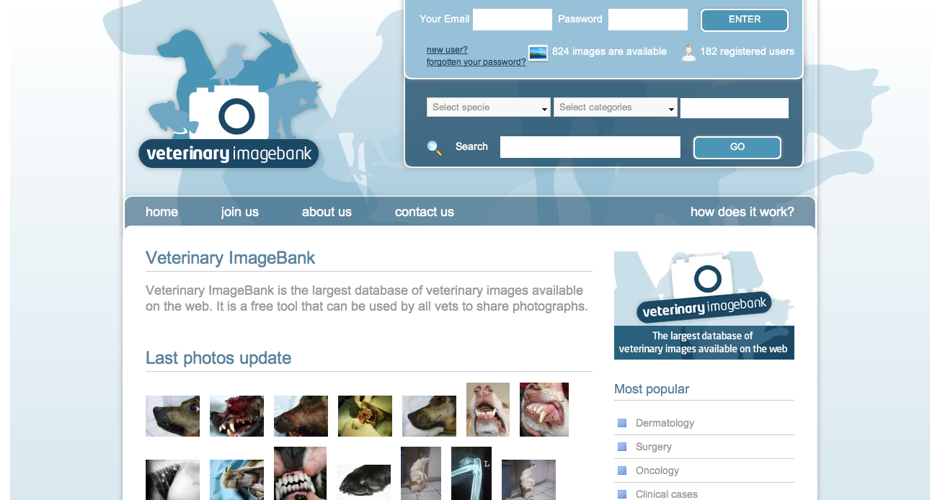 Your Email
Password
ENTER
new user?
forgotten your password?
824 images are available
182 registered users
Select specie
Select categories
Search
GO
veterinary imagebank
home
join us
about us
contact us
how does it work?
Veterinary ImageBank
Veterinary ImageBank is the largest database of veterinary images available
on the web. It is a free tool that can be used by all vets to share photographs.
veterinary imagebank
The largest database of
veterinary images available on the web
Last photos update
L
Most popular
Dermatology
Surgery
Oncology
Clinical cases